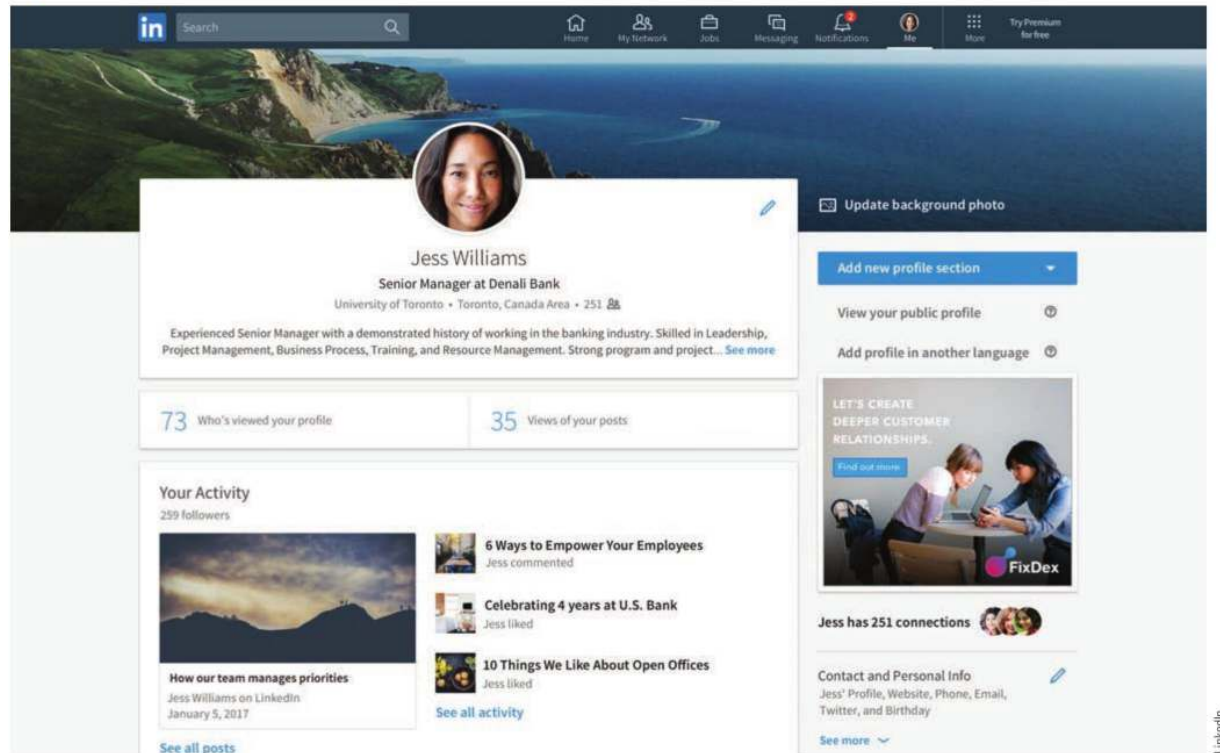 in
Search
Home
My Network
Jobs
Messaging
2
Notifications
Me
More
Try Premium
for free
Update background photo
Jess Williams
Senior Manager at Denali Bank
University of Toronto • Toronto, Canada Area • 251
Experienced Senior Manager with a demonstrated history of working in the banking industry. Skilled in Leadership,
Project Management, Business Process, Training, and Resource Management. Strong program and project... See more
73 Who's viewed your profile
35 Views of your posts
Your Activity
259 followers
How our team manages priorities
Jess Williams on LinkedIn
January 5, 2017
See all posts
6 Ways to Empower Your Employees
Jess commented
Celebrating 4 years at U.S. Bank
Jess liked
10 Things We Like About Open Offices
Jess liked
See all activity
Add new profile section
View your public profile ?
Add profile in another language ?
LET'S CREATE
DEEPER CUSTOMER
RELATIONSHIPS.
Find out more
FixDex
Jess has 251 connections
Contact and Personal Info
Jess' Profile, Website, Phone, Email,
Twitter, and Birthday
See more
LinkedIn